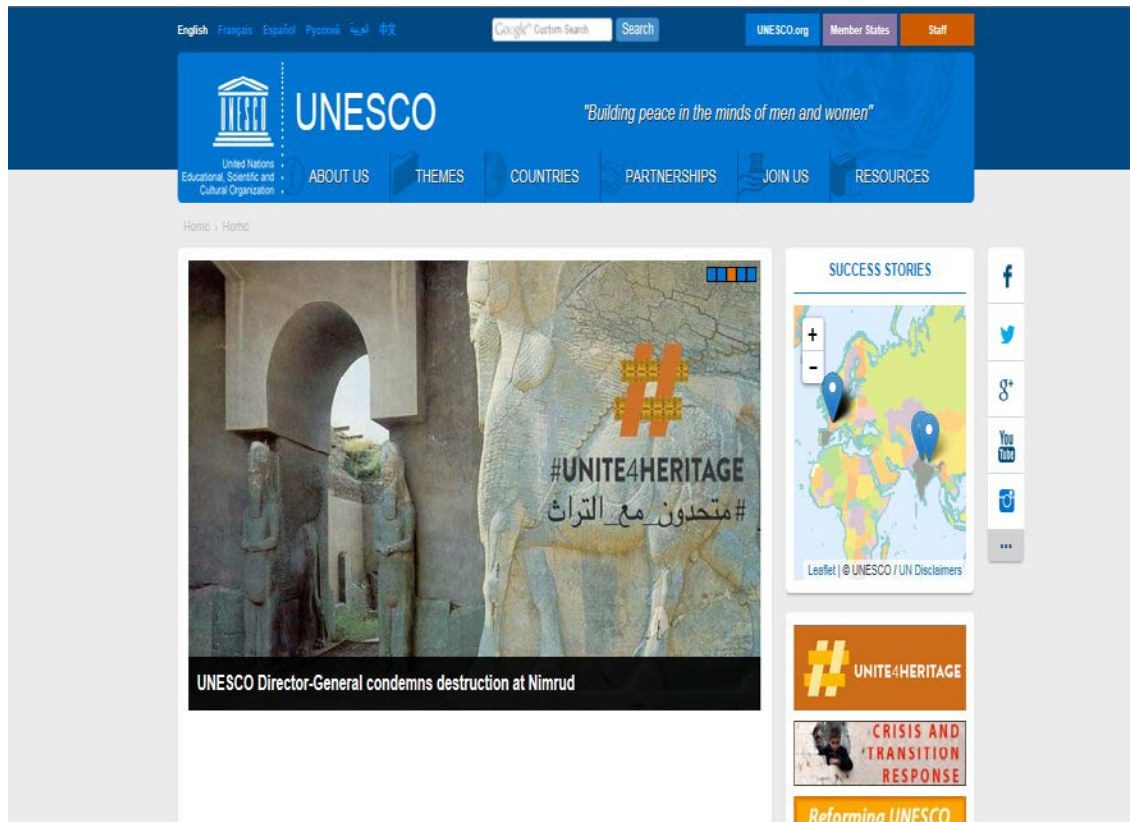 English Français Español Русский العربية 中文
Google™ Custom Search
Search
UNESCO.org
Member States
Staff
UNESCO
United Nations
Educational, Scientific and
Cultural Organization
UNESCO
"Building peace in the minds of men and women"
ABOUT US
THEMES
COUNTRIES
PARTNERSHIPS
JOIN US
RESOURCES
Home › Home
#UNITE4HERITAGE
#متحدون_مع_التراث
UNESCO Director-General condemns destruction at Nimrud
SUCCESS STORIES
+
-
Leaflet | © UNESCO / UN Disclaimers
f
g+
You
Tube
...
UNITE4HERITAGE
CRISIS AND
TRANSITION
RESPONSE
Reforming UNESCO